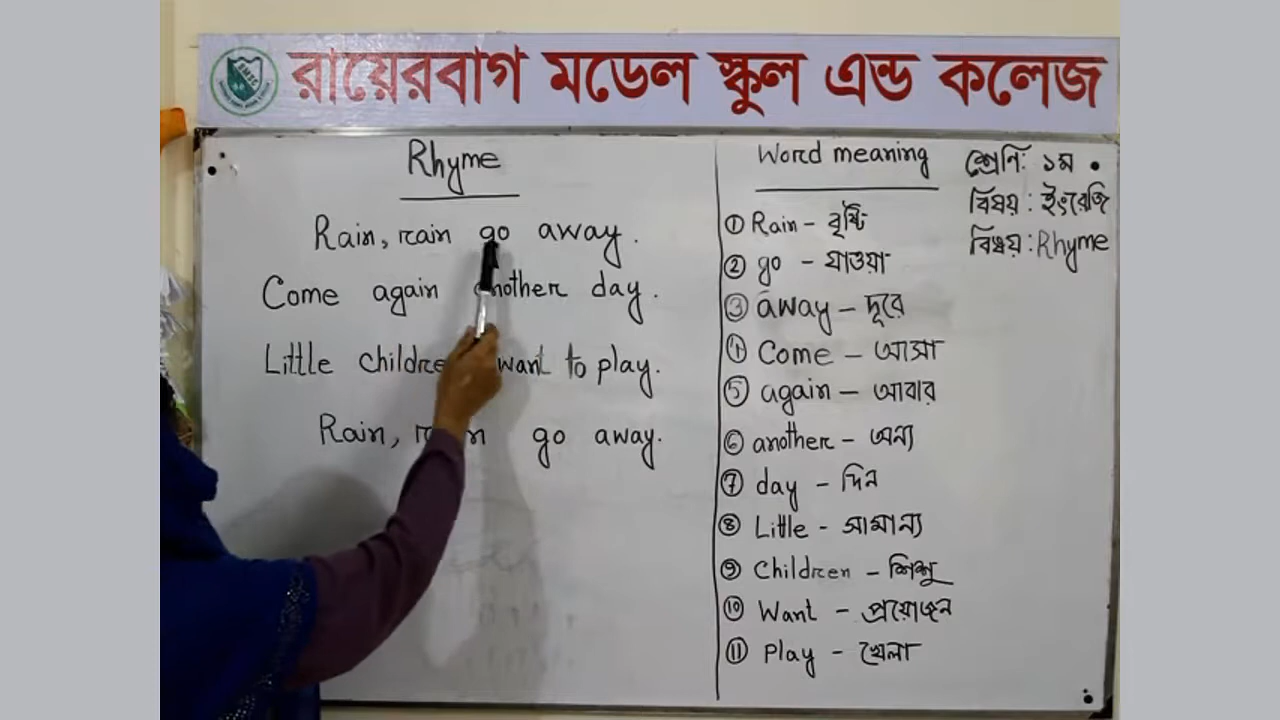 রায়েরবাগ মডেল স্কুল এন্ড কলেজ
Rhyme
Rain, rain go away.
Come again another day.
Little children want to play.
Rain, rain go away.
Word meaning
① Rain - বৃষ্টি
② go - যাওয়া
③ away - দূরে
④ Come - আসা
⑤ again - আবার
⑥ another - অন্য
⑦ day - দিন
⑧ Little - সামান্য
⑨ Children - শিশু
⑩ Want - প্রয়োজন
⑪ Play - খেলা
শ্রেণি: ১ম
বিষয়: ইংরেজি
বিষয়: Rhyme